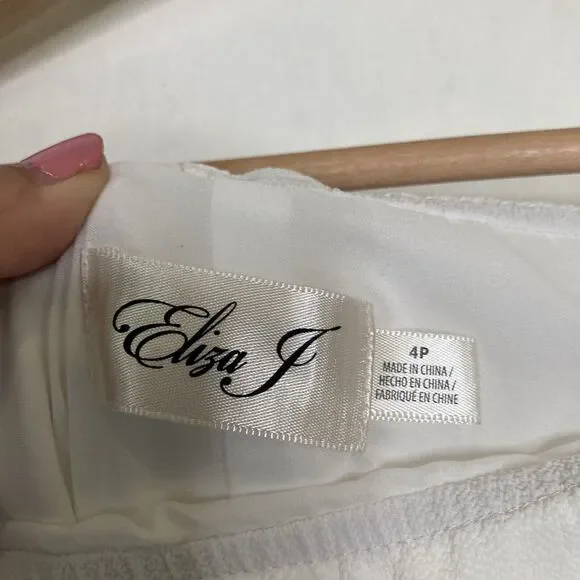 Eliza J
4P
MADE IN CHINA /
HECHO EN CHINA /
FABRIQUÉ EN CHINE